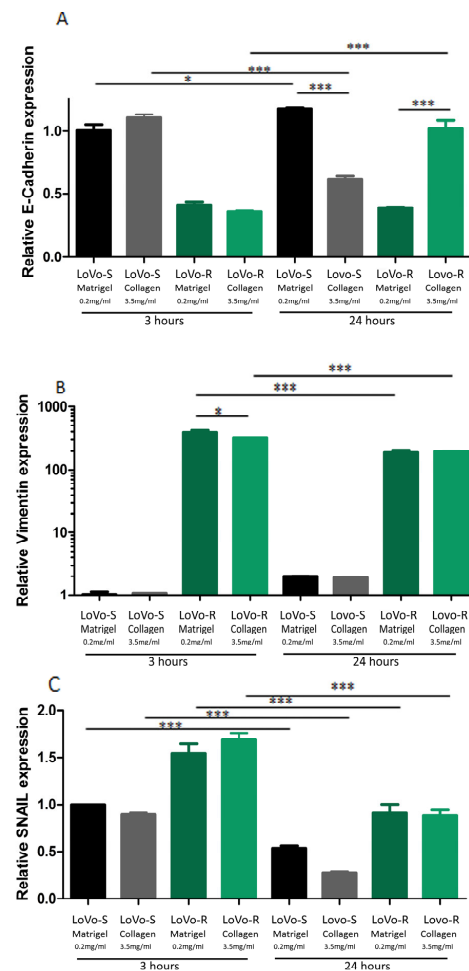 A
***
*** 
* *** ***
Relative E-Cadherin expression
1.0
0.5
0.0
LoVo-S LoVo-S LoVo-R LoVo-R LoVo-S Lovo-S LoVo-R Lovo-R
Matrigel Collagen Matrigel Collagen Matrigel Collagen Matrigel Collagen
0.2mg/ml 3.5mg/ml 0.2mg/ml 3.5mg/ml 0.2mg/ml 3.5mg/ml 0.2mg/ml 3.5mg/ml
3 hours 24 hours
B
***
***
*
Relative Vimentin expression
1000
100
10
1
LoVo-S LoVo-S LoVo-R LoVo-R LoVo-S Lovo-S LoVo-R LoVo-R
Matrigel Collagen Matrigel Collagen Matrigel Collagen Matrigel Collagen
0.2mg/ml 3.5mg/ml 0.2mg/ml 3.5mg/ml 0.2mg/ml 3.5mg/ml 0.2mg/ml 3.5mg/ml
3 hours 24 hours
C
***
***
***
***
Relative SNAIL expression
2.0
1.5
1.0
0.5
0.0
LoVo-S LoVo-S LoVo-R LoVo-R LoVo-S LoVo-S LoVo-R LoVo-R
Matrigel Collagen Matrigel Collagen Matrigel Collagen Matrigel Collagen
0.2mg/ml 3.5mg/ml 0.2mg/ml 3.5mg/ml 0.2mg/ml 3.5mg/ml 0.2mg/ml 3.5mg/ml
3 hours 24 hours